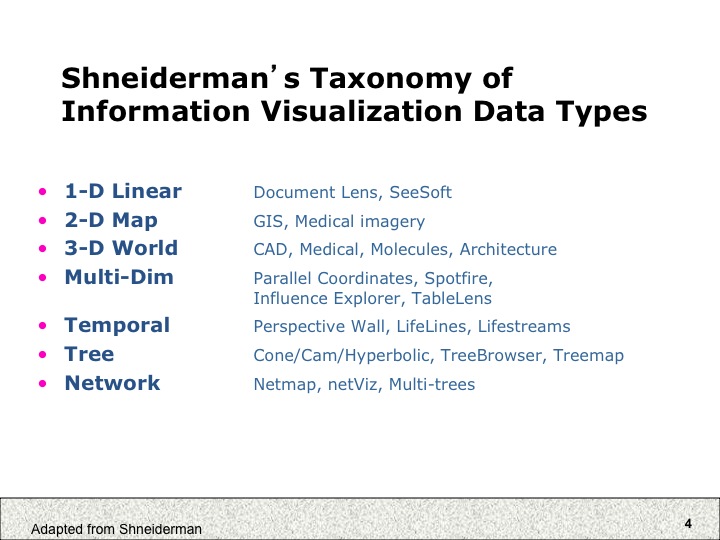 Shneiderman’s Taxonomy of
Information Visualization Data Types
• 1-D Linear Document Lens, SeeSoft
• 2-D Map GIS, Medical imagery
• 3-D World CAD, Medical, Molecules, Architecture
• Multi-Dim Parallel Coordinates, Spotfire,
Influence Explorer, TableLens
• Temporal Perspective Wall, LifeLines, Lifestreams
• Tree Cone/Cam/Hyperbolic, TreeBrowser, Treemap
• Network Netmap, netViz, Multi-trees
Adapted from Shneiderman
4